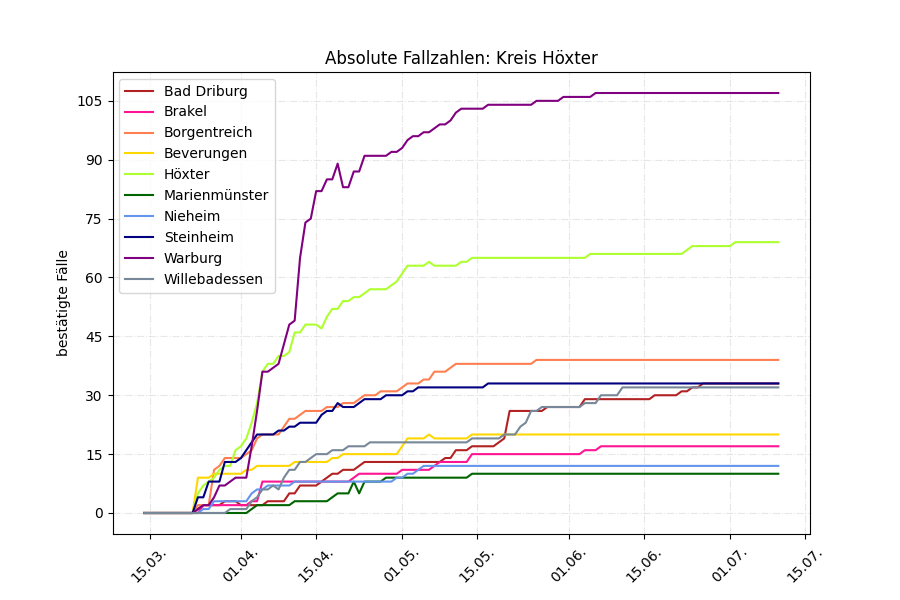 Absolute Fallzahlen: Kreis Höxter
bestätigte Fälle
105
90
75
60
45
30
15
0
Bad Driburg
Brakel
Borgentreich
Beverungen
Höxter
Marienmünster
Nieheim
Steinheim
Warburg
Willebadessen
15.03.
01.04.
15.04.
01.05.
15.05.
01.06.
15.06.
01.07.
15.07.